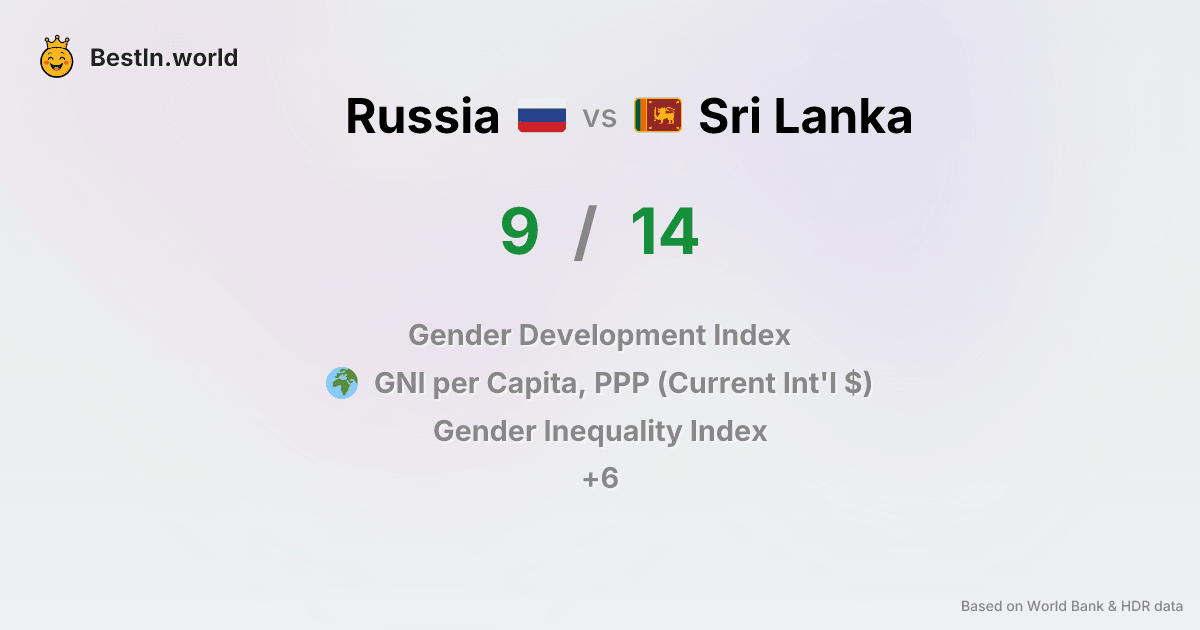 BestIn.world
Russia vs Sri Lanka
9 / 14
Gender Development Index
GNI per Capita, PPP (Current Int'l $)
Gender Inequality Index
+6
Based on World Bank & HDR data